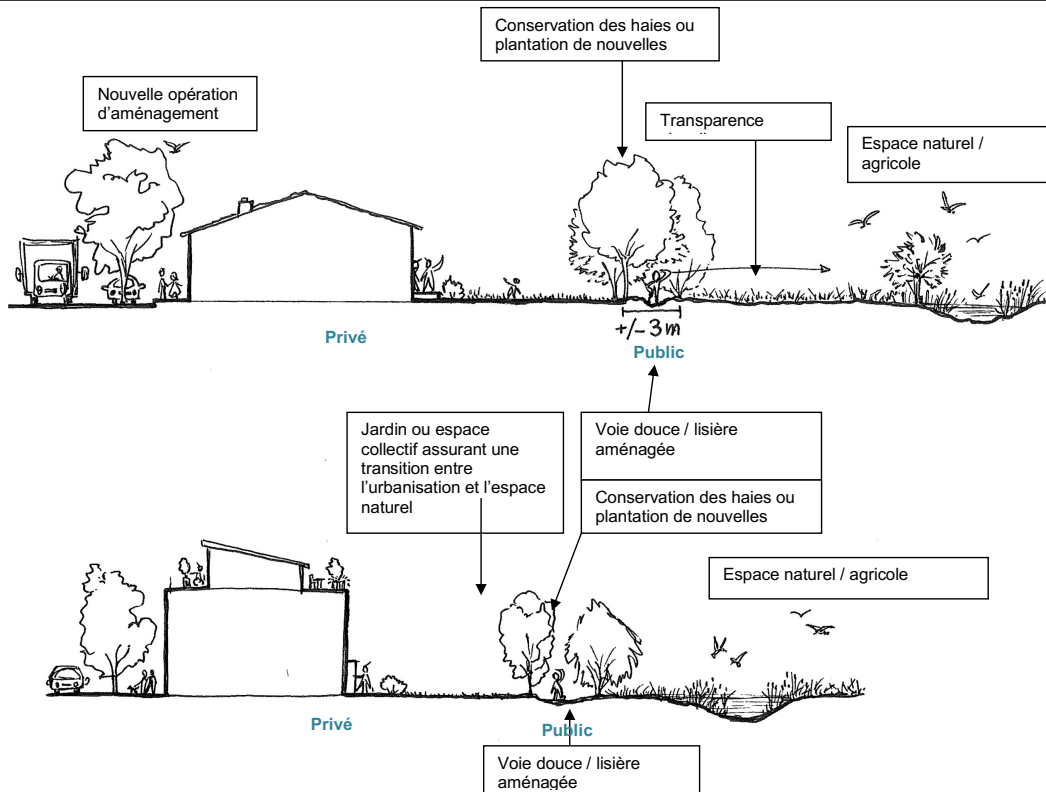 Conservation des haies ou
plantation de nouvelles
Nouvelle opération
d'aménagement
Transparence
Espace naturel /
agricole
+/- 3 m
Privé
Public
Jardin ou espace
collectif assurant une
transition entre
l'urbanisation et l'espace
naturel
Voie douce / lisière
aménagée
Conservation des haies ou
plantation de nouvelles
Espace naturel / agricole
Privé
Public
Voie douce / lisière
aménagée